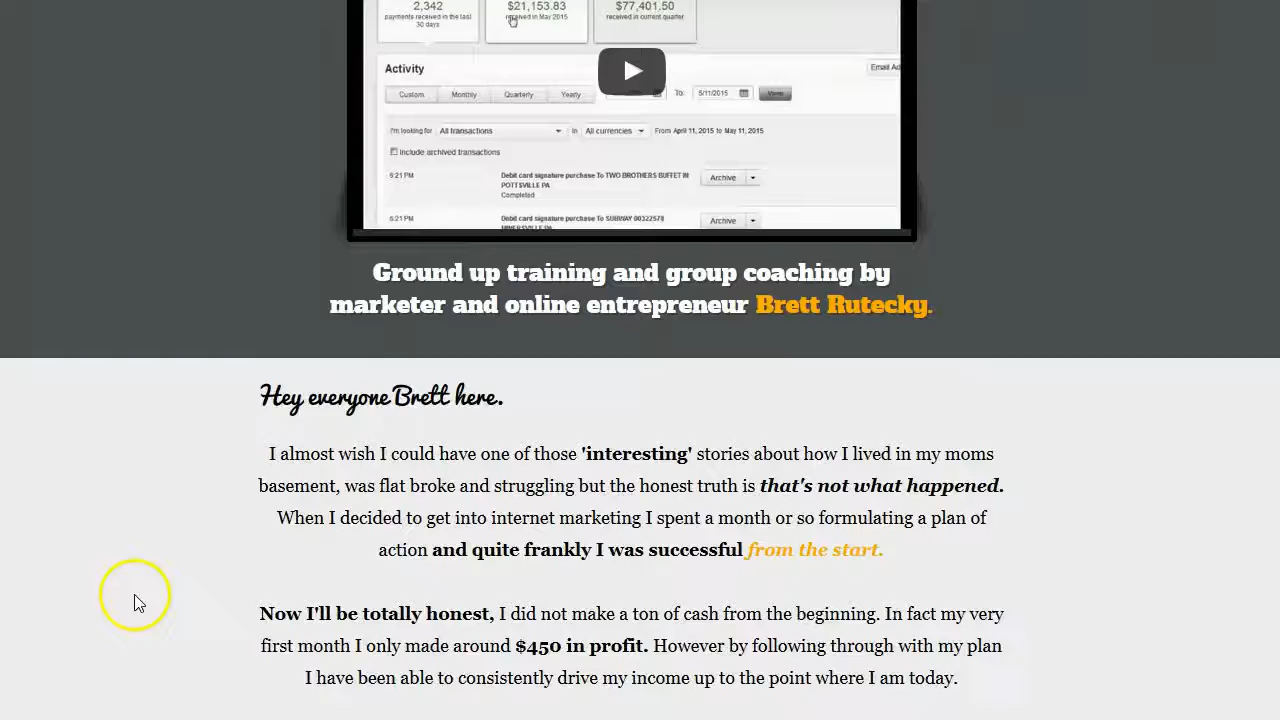 2,342 $21,153.83 $77,401.50
payments received in the last received in May 2015 received in current quarter
30 days
Activity Email Ad
Custom Monthly Quarterly Yearly To: 5/11/2015 View
I'm looking for All transactions in All currencies From April 11, 2015 to May 11, 2015
Include archived transactions
6:21 PM Debit card signature purchase To TWO BROTHERS BUFFET IN Archive
POTTSVILLE PA
Completed
6:21 PM Debit card signature purchase To SUBWAY 00322578 Archive
MINERSVILLE PA
Ground up training and group coaching by
marketer and online entrepreneur Brett Rutecky.
Hey everyone Brett here.
I almost wish I could have one of those 'interesting' stories about how I lived in my moms
basement, was flat broke and struggling but the honest truth is that's not what happened.
When I decided to get into internet marketing I spent a month or so formulating a plan of
action and quite frankly I was successful from the start.
Now I'll be totally honest, I did not make a ton of cash from the beginning. In fact my very
first month I only made around $450 in profit. However by following through with my plan
I have been able to consistently drive my income up to the point where I am today.